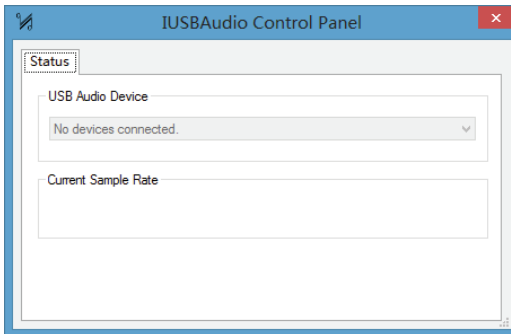 IUSBAudio Control Panel
Status
USB Audio Device
No devices connected.
Current Sample Rate